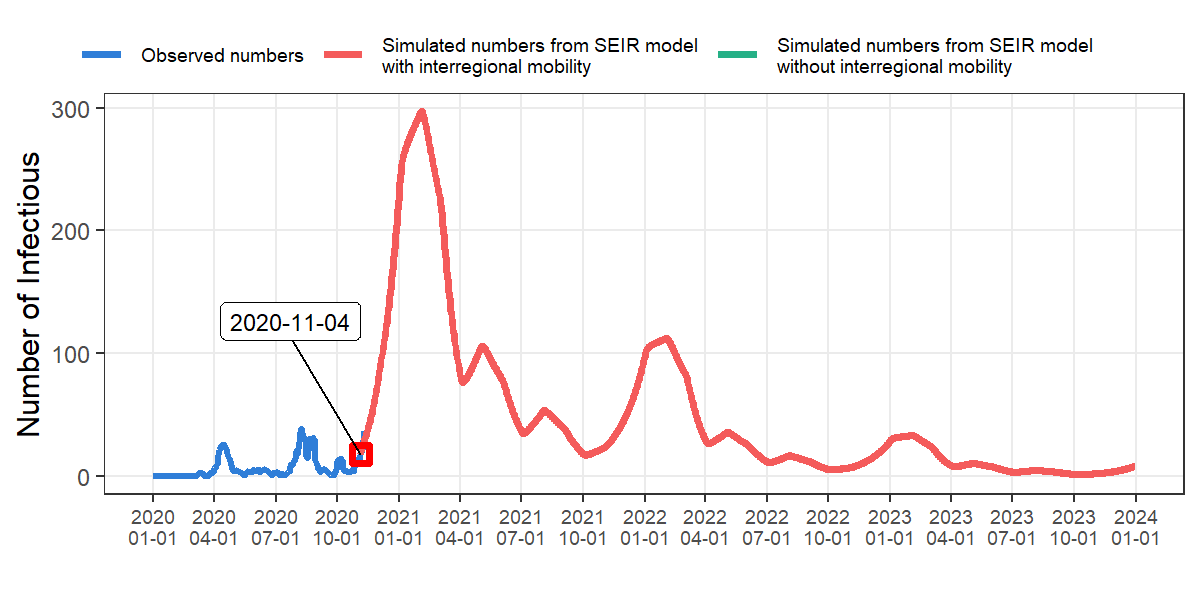 Observed numbers
Simulated numbers from SEIR model
with interregional mobility
Simulated numbers from SEIR model
without interregional mobility
Number of Infectious
300
200
100
0
2020-11-04
2020 2020 2020 2020 2021 2021 2021 2021 2022 2022 2022 2022 2023 2023 2023 2023 2024
01-01 04-01 07-01 10-01 01-01 04-01 07-01 10-01 01-01 04-01 07-01 10-01 01-01 04-01 07-01 10-01 01-01